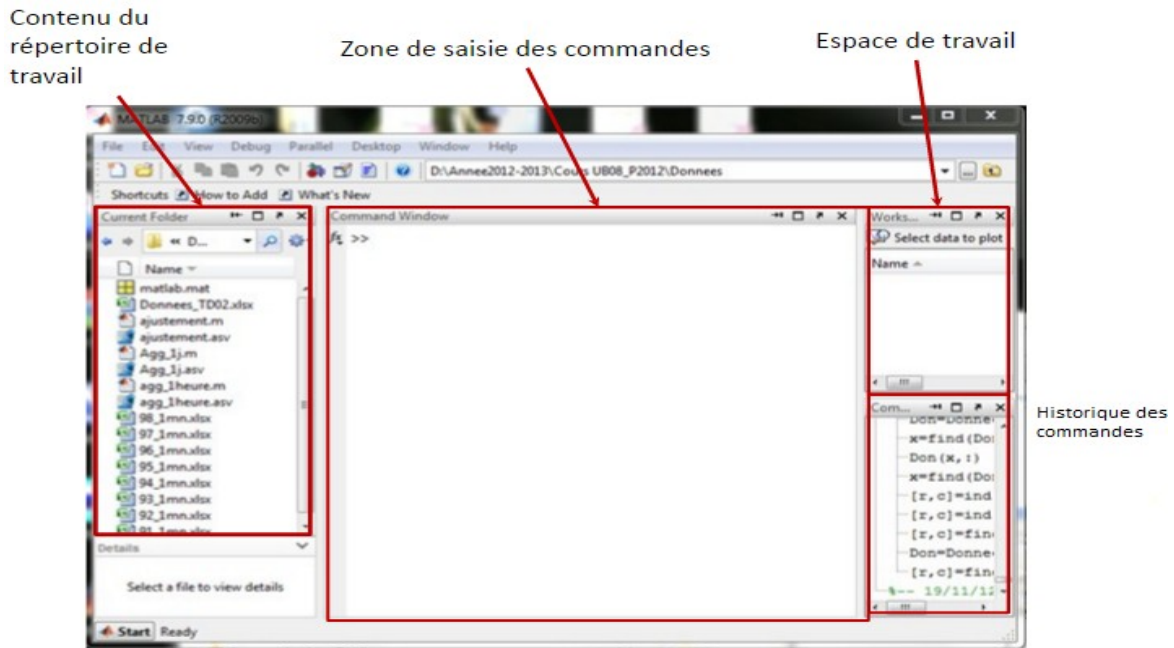 Contenu du
répertoire de
travail
Zone de saisie des commandes
Espace de travail
MATLAB 7.9.0 (R2009b)
File Edit View Debug Parallel Desktop Window Help
D:\Annee2012-2013\Cours UB08_P2012\Donnees
Shortcuts How to Add What's New
Current Folder
« D...
Name
matlab.mat
Donnees_TD02.xlsx
ajustement.m
ajustement.asv
Agg_1j.m
Agg_1j.asv
agg_1heure.m
agg_1heure.asv
98_1mn.xlsx
97_1mn.xlsx
96_1mn.xlsx
95_1mn.xlsx
94_1mn.xlsx
93_1mn.xlsx
92_1mn.xlsx
91_1mn.xlsx
Details
Select a file to view details
Start Ready
Command Window
fx >>
Works...
Select data to plot
Name
Com...
Don=Donne
x=find(Do
Don(x,:)
x=find(Do
[r,c]=ind
[r,c]=ind
[r,c]=fin
Don=Donne
[r,c]=fin
%-- 19/11/12
Historique des
commandes